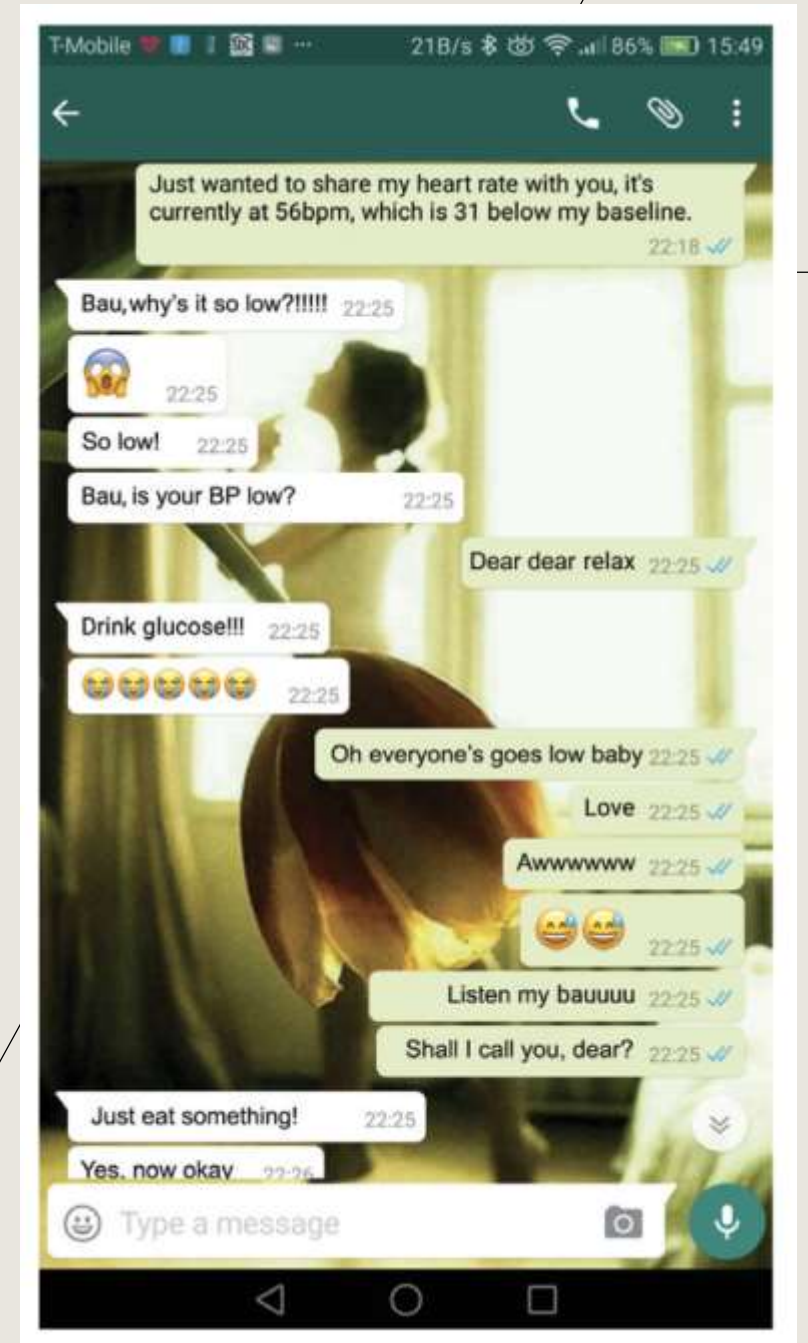 T-Mobile ... 21B/s 86% 15:49
Just wanted to share my heart rate with you, it's
currently at 56bpm, which is 31 below my baseline.
22:18
Bau,why's it so low?!!!!! 22:25
😱 22:25
So low! 22:25
Bau, is your BP low? 22:25
Dear dear relax 22:25
Drink glucose!!! 22:25
😭😭😭😭😭 22:25
Oh everyone's goes low baby 22:25
Love 22:25
Awwwwww 22:25
😅😅 22:25
Listen my bauuuu 22:25
Shall I call you, dear? 22:25
Just eat something! 22:25
Yes, now okay 22:26
Type a message